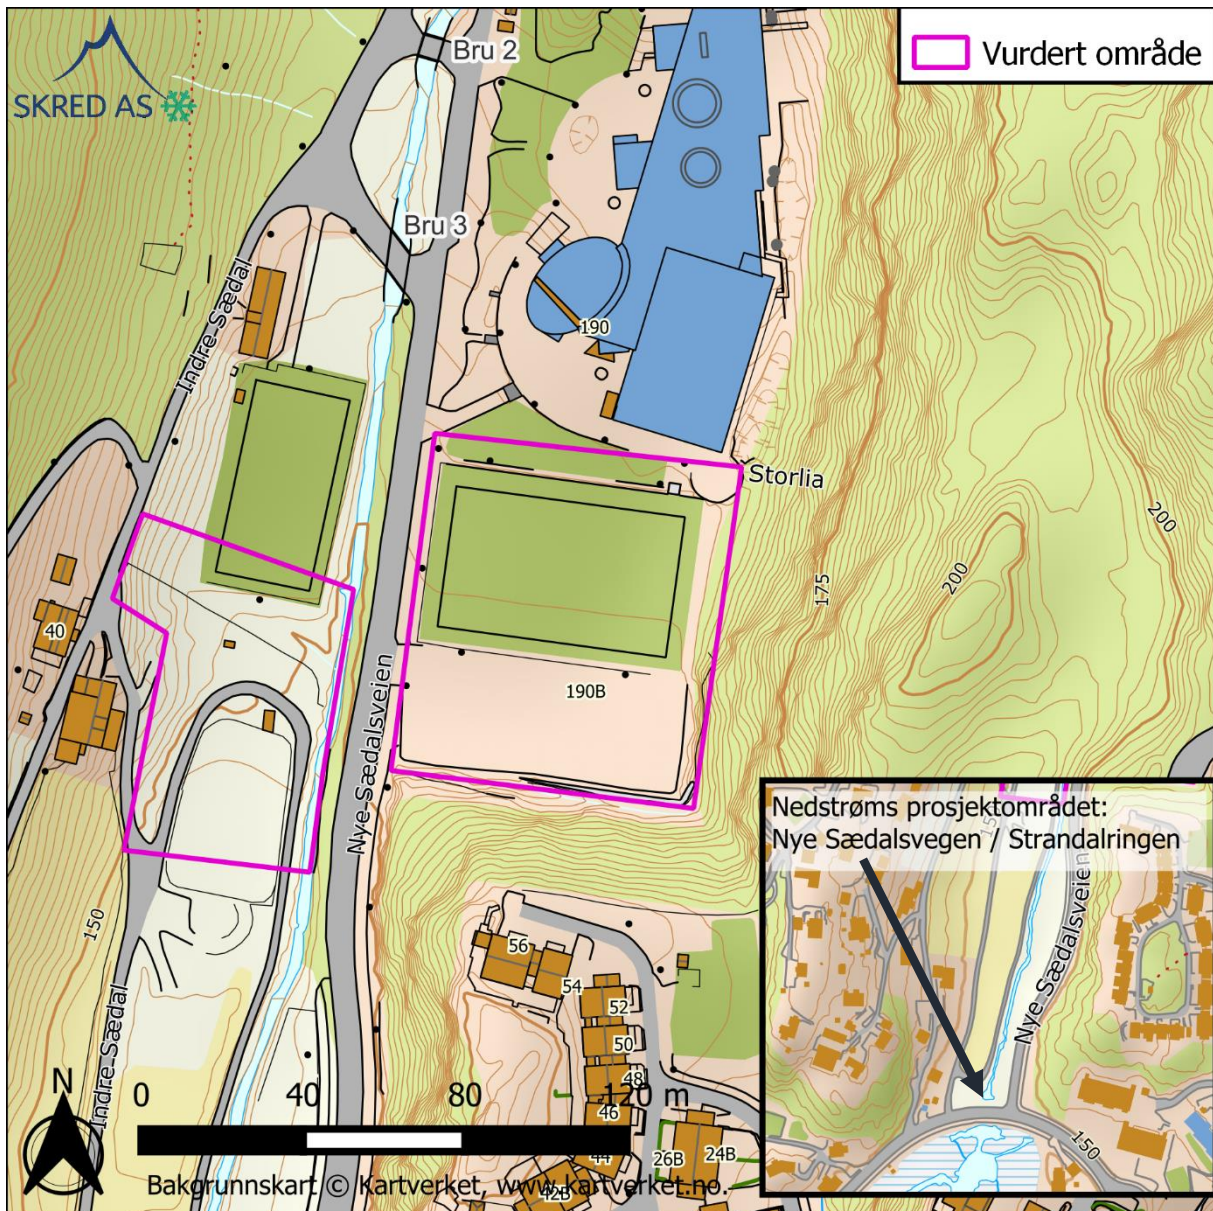 Bru 2
Vurdert område
SKRED AS
Bru 3
Indre Sædal
190
Storlia
200
200
175
40
190B
Nye Sædalsveien
150
Indre Sædal
56
54
52
50
48
46
44
42B
26B
24B
Nedstrøms prosjektområdet:
Nye Sædalsvegen / Strandalringen
150
Nye Sædalsveien
150
N
0 40 80 120 m
Bakgrunnskart © Kartverket, www.kartverket.no.